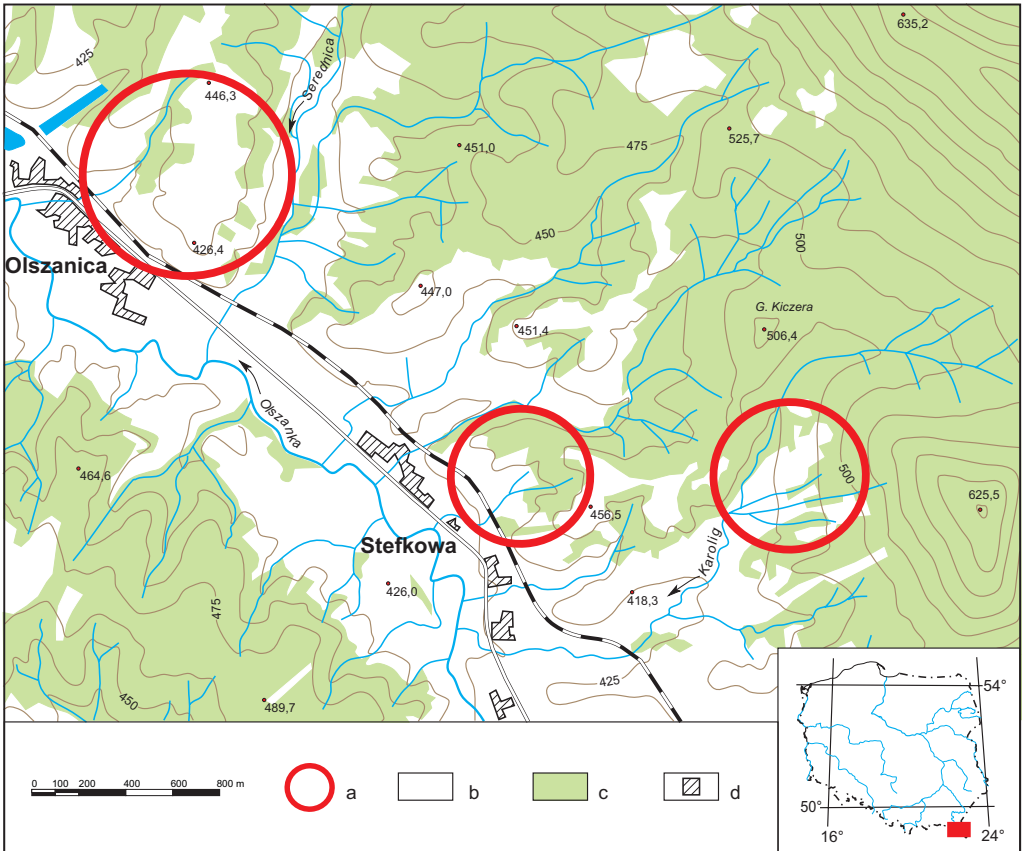 635,2
425
446,3
Serednica
525,7
451,0
475
450
500
426,4
Olszanica
447,0
G. Kiczera
451,4
506,4
Olszanka
464,6
500
456,5
625,5
Stefkowa
Karolig
426,0
418,3
475
425
450
489,7
54°
50°
16°
24°
0 100 200 400 600 800 m
a
b
c
d